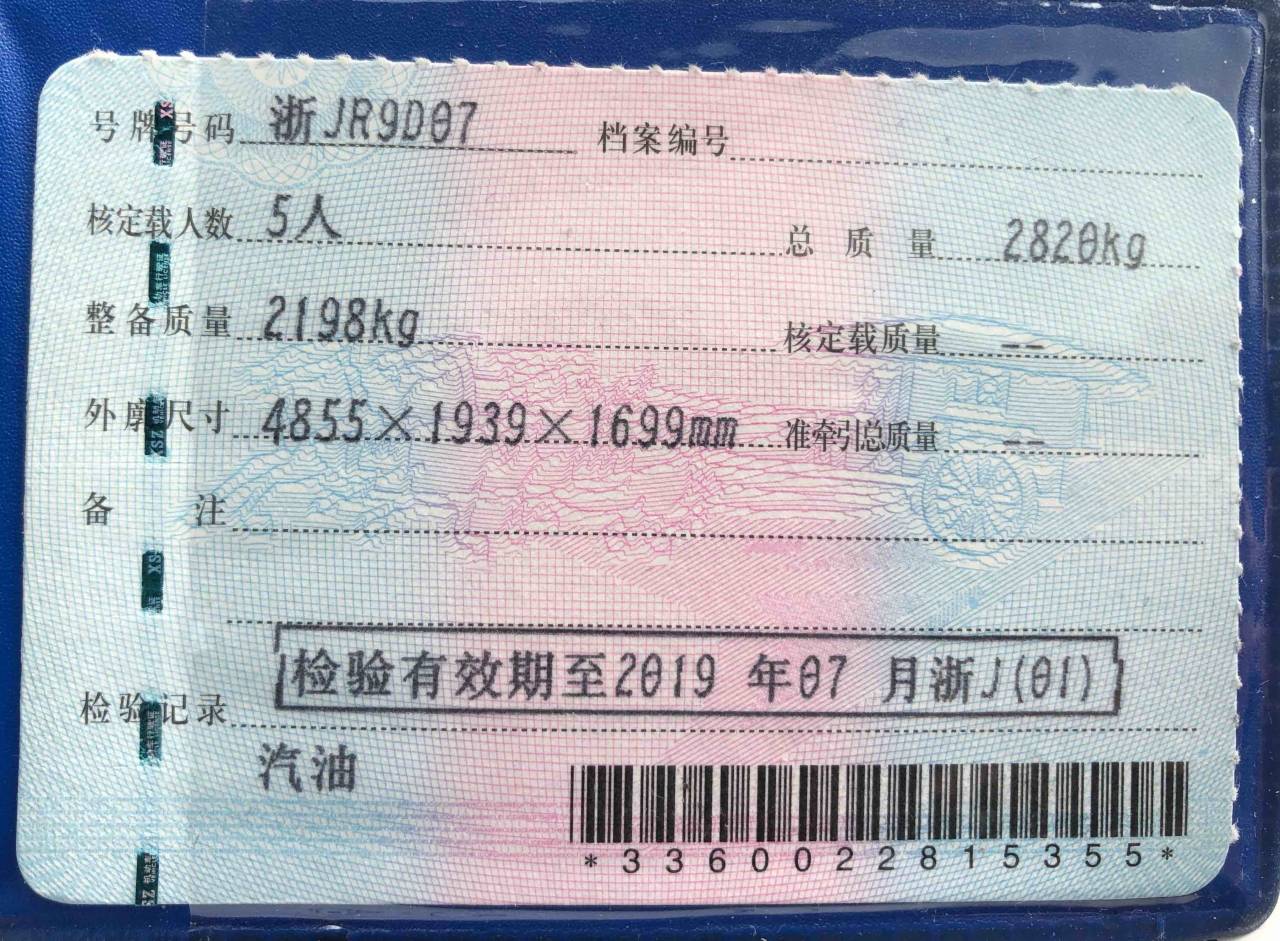 号牌号码 浙JR9D07 档案编号
核定载人数 5人 总质量 2820kg
整备质量 2198kg 核定载质量 --
外廓尺寸 4855×1939×1699mm 准牵引总质量 --
备注
检验记录 检验有效期至2019 年07 月浙J(01)
汽油
*3360022815355*